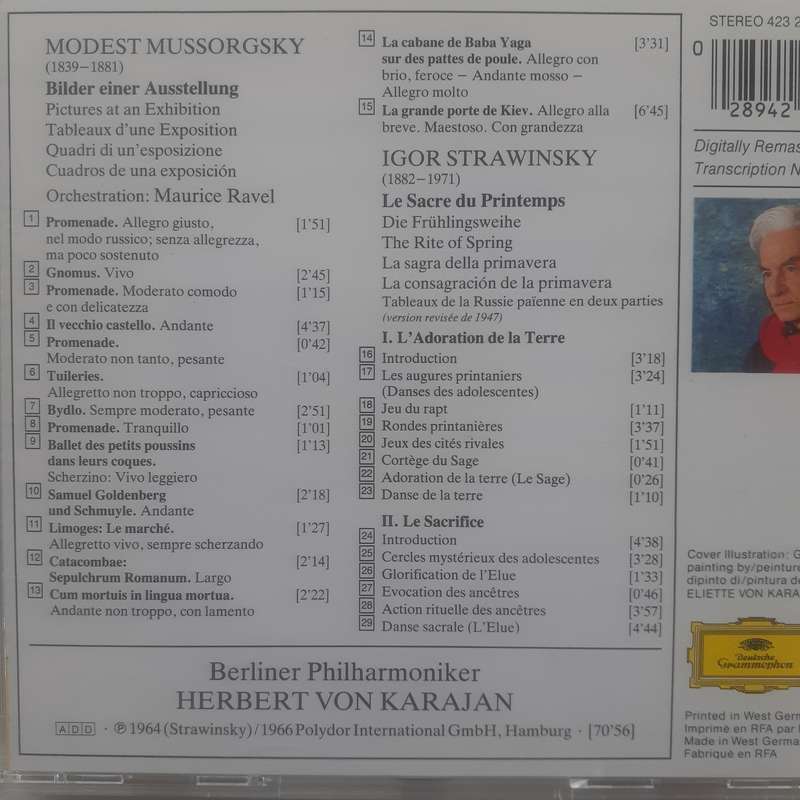 MODEST MUSSORGSKY
(1839–1881)
Bilder einer Ausstellung
Pictures at an Exhibition
Tableaux d'une Exposition
Quadri di un'esposizione
Cuadros de una exposición
Orchestration: Maurice Ravel
1 Promenade. Allegro giusto, [1'51]
nel modo russico; senza allegrezza,
ma poco sostenuto
2 Gnomus. Vivo [2'45]
3 Promenade. Moderato comodo [1'15]
e con delicatezza
4 Il vecchio castello. Andante [4'37]
5 Promenade. [0'42]
Moderato non tanto, pesante
6 Tuileries. [1'04]
Allegretto non troppo, capriccioso
7 Bydlo. Sempre moderato, pesante [2'51]
8 Promenade. Tranquillo [1'01]
9 Ballet des petits poussins [1'13]
dans leurs coques.
Scherzino: Vivo leggiero
10 Samuel Goldenberg [2'18]
und Schmuyle. Andante
11 Limoges: Le marché. [1'27]
Allegretto vivo, sempre scherzando
12 Catacombae: [2'14]
Sepulchrum Romanum. Largo
13 Cum mortuis in lingua mortua. [2'22]
Andante non troppo, con lamento
14 La cabane de Baba Yaga [3'31]
sur des pattes de poule. Allegro con
brio, feroce – Andante mosso –
Allegro molto
15 La grande porte de Kiev. Allegro alla [6'45]
breve. Maestoso. Con grandezza
IGOR STRAWINSKY
(1882–1971)
Le Sacre du Printemps
Die Frühlingsweihe
The Rite of Spring
La sagra della primavera
La consagración de la primavera
Tableaux de la Russie païenne en deux parties
(version revisée de 1947)
I. L'Adoration de la Terre
16 Introduction [3'18]
17 Les augures printaniers [3'24]
(Danses des adolescentes)
18 Jeu du rapt [1'11]
19 Rondes printanières [3'37]
20 Jeux des cités rivales [1'51]
21 Cortège du Sage [0'41]
22 Adoration de la terre (Le Sage) [0'26]
23 Danse de la terre [1'10]
II. Le Sacrifice
24 Introduction [4'38]
25 Cercles mystérieux des adolescentes [3'28]
26 Glorification de l'Elue [1'33]
27 Evocation des ancêtres [0'46]
28 Action rituelle des ancêtres [3'57]
29 Danse sacrale (L'Elue) [4'44]
Berliner Philharmoniker
HERBERT VON KARAJAN
ADD · ℗ 1964 (Strawinsky)/1966 Polydor International GmbH, Hamburg · [70'56]
STEREO 423 2
0 28942
Digitally Remas
Transcription N
Cover Illustration: G
painting by/peinture
dipinto di/pintura de
ELIETTE VON KARA
Deutsche
Grammophon
Printed in West Germ
Imprimé en RFA par
Made in West Germa
Fabriqué en RFA